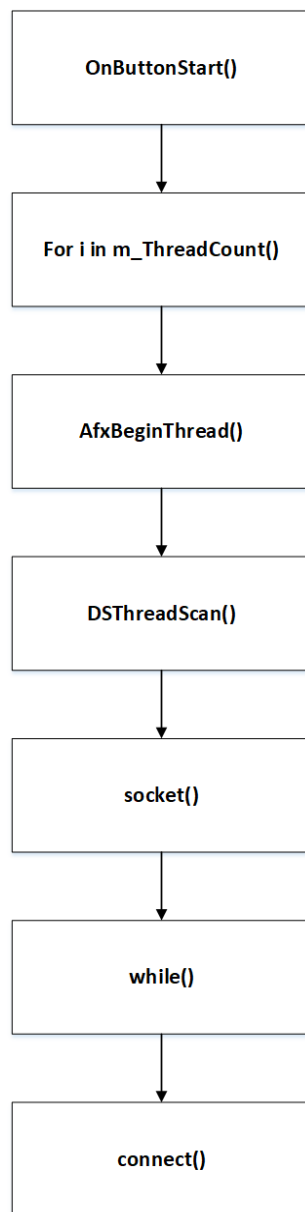 OnButtonStart()
For i in m_ThreadCount()
AfxBeginThread()
DSThreadScan()
socket()
while()
connect()